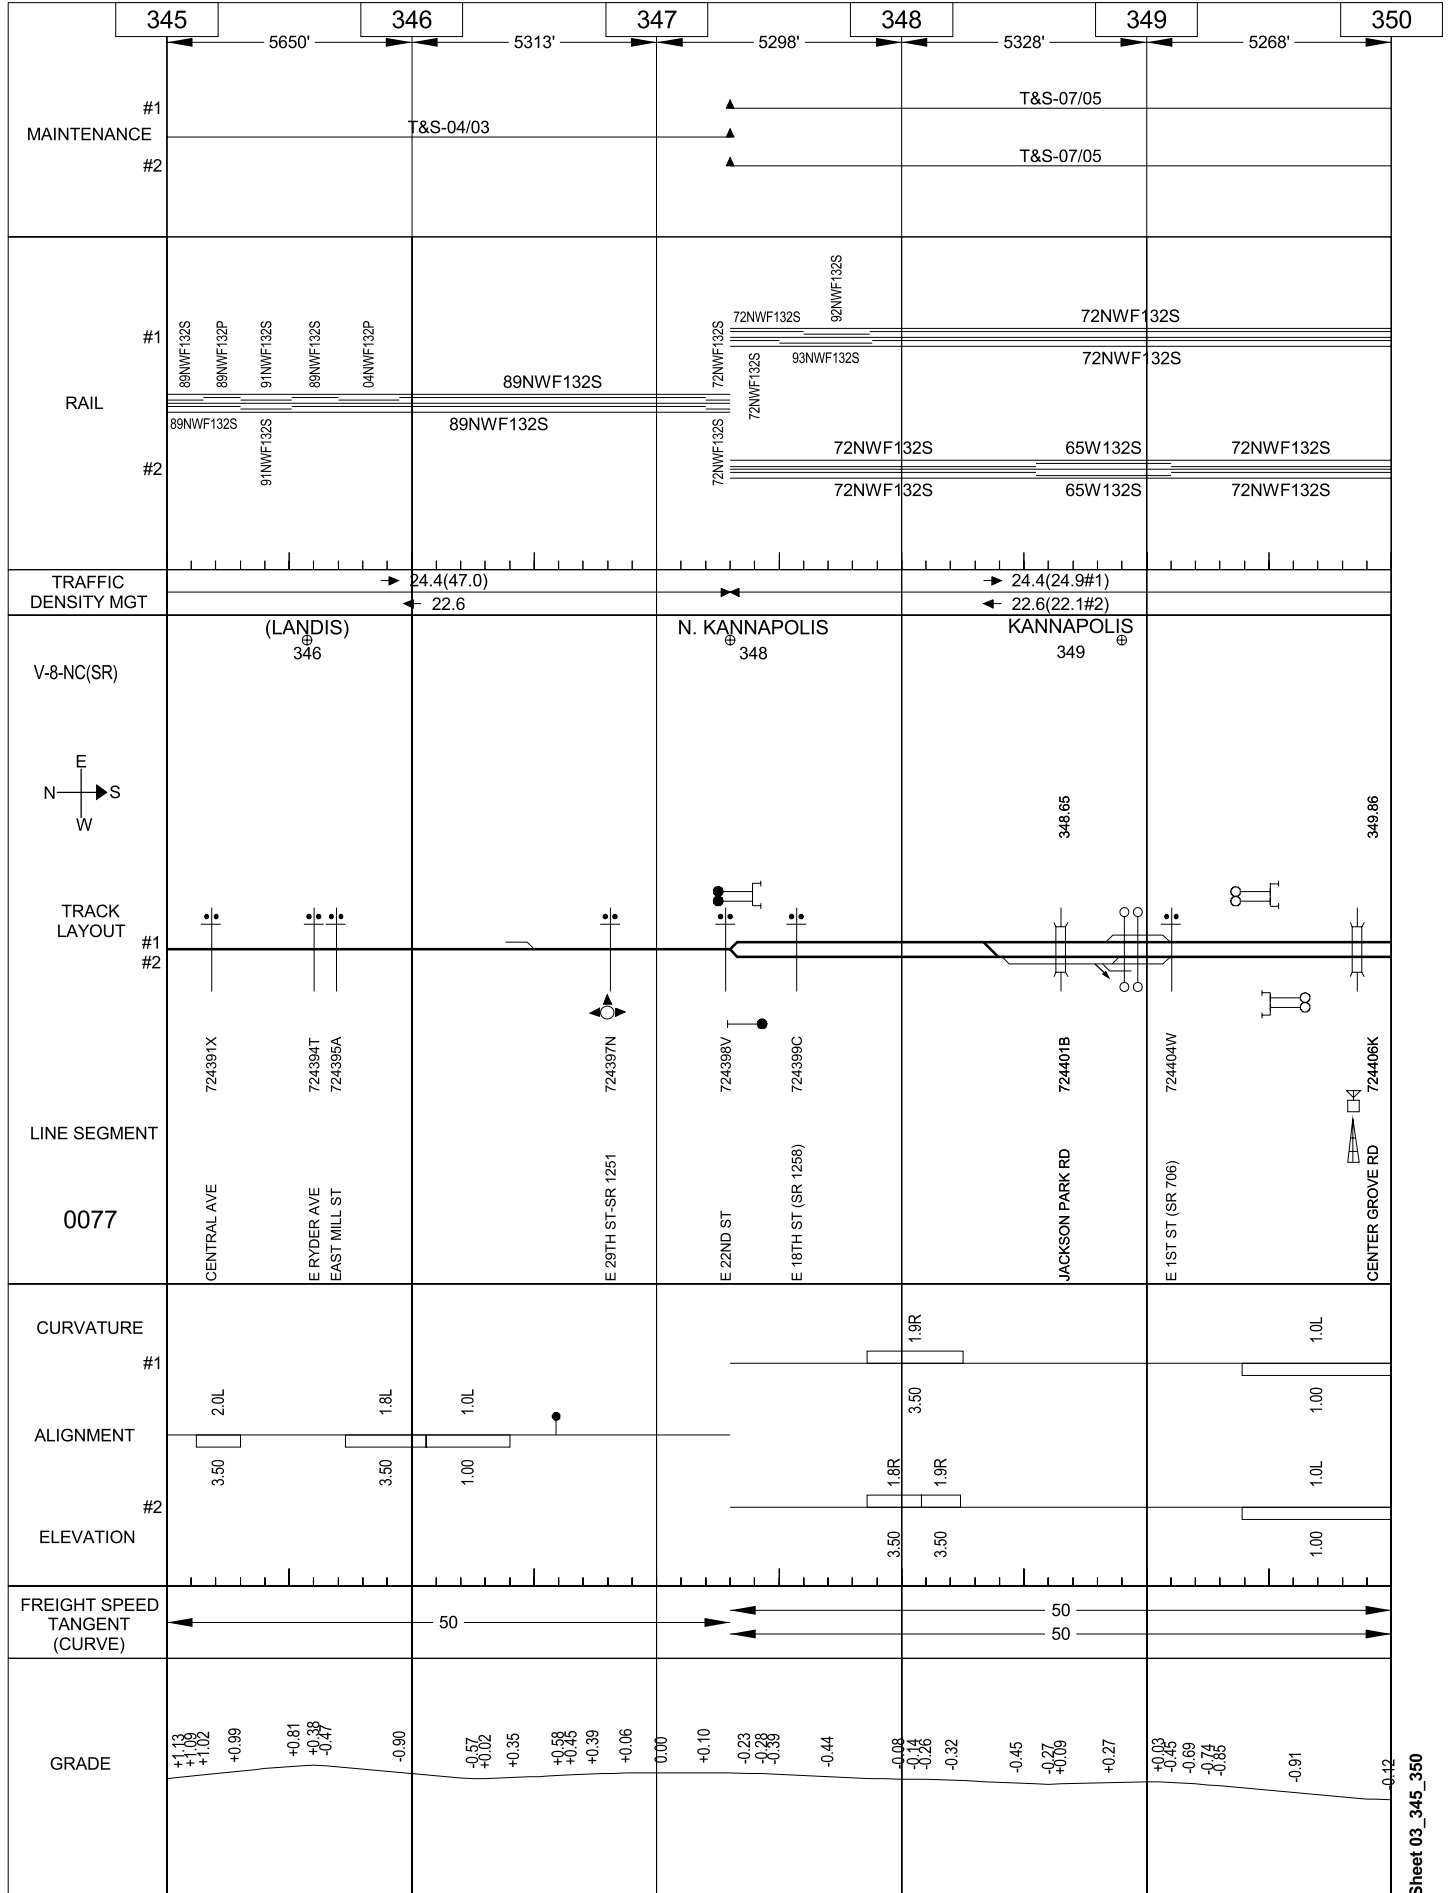 345 346 347 348 349 350
5650' 5313' 5298' 5328' 5268'
#1
T&S-07/05
MAINTENANCE
T&S-04/03
#2
T&S-07/05
RAIL
#1
89NWF132S
89NWF132P
91NWF132S
89NWF132S
04NWF132P
72NWF132S
72NWF132S
92NWF132S
72NWF132S
93NWF132S
72NWF132S
72NWF132S
89NWF132S
89NWF132S
89NWF132S
91NWF132S
72NWF132S
#2
72NWF132S 65W132S 72NWF132S
72NWF132S 65W132S 72NWF132S
TRAFFIC
DENSITY MGT
24.4(47.0)
22.6
24.4(24.9#1)
22.6(22.1#2)
(LANDIS)
346
N. KANNAPOLIS
348
KANNAPOLIS
349
V-8-NC(SR)
E
N S
W
348.65
349.86
TRACK
LAYOUT
#1
#2
724391X
724394T
724395A
724397N
724398V
724399C
724401B
724404W
724406K
LINE SEGMENT
0077
CENTRAL AVE
E RYDER AVE
EAST MILL ST
E 29TH ST-SR 1251
E 22ND ST
E 18TH ST (SR 1258)
JACKSON PARK RD
E 1ST ST (SR 706)
CENTER GROVE RD
CURVATURE
#1
1.9R
3.50
1.0L
1.00
ALIGNMENT
2.0L
3.50
1.8L
3.50
1.0L
1.00
#2
1.8R
3.50
1.9R
3.50
1.0L
1.00
ELEVATION
FREIGHT SPEED
TANGENT
(CURVE)
50
50
50
GRADE
+1.13
+1.09
+1.02
+0.99
+0.81
+0.38
-0.47
-0.90
-0.57
+0.02
+0.35
+0.58
+0.45
+0.39
+0.06
0.00
+0.10
-0.23
-0.28
-0.39
-0.44
-0.08
-0.14
-0.26
-0.32
-0.45
-0.27
+0.09
+0.27
+0.03
-0.45
-0.69
-0.74
-0.85
-0.91
-0.12
Sheet 03_345_350